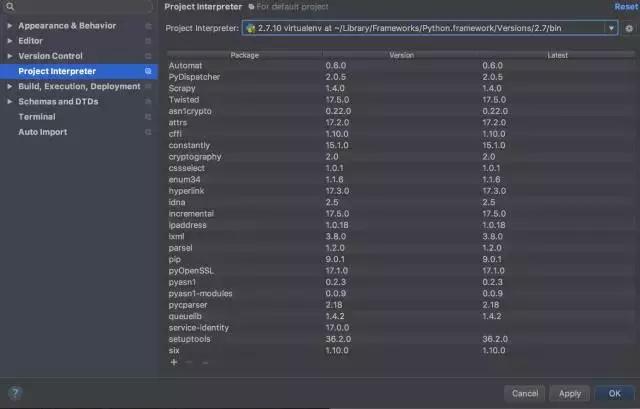 Project Interpreter For default project Reset
Project Interpreter: 2.7.10 virtualenv at ~/Library/Frameworks/Python.framework/Versions/2.7/bin
Appearance & Behavior
Editor
Version Control
Project Interpreter
Build, Execution, Deployment
Schemas and DTDs
Terminal
Auto Import
Package Version Latest
Automat 0.6.0 0.6.0
PyDispatcher 2.0.5 2.0.5
Scrapy 1.4.0 1.4.0
Twisted 17.5.0 17.5.0
asn1crypto 0.22.0 0.22.0
attrs 17.2.0 17.2.0
cffi 1.10.0 1.10.0
constantly 15.1.0 15.1.0
cryptography 2.0 2.0
cssselect 1.0.1 1.0.1
enum34 1.1.6 1.1.6
hyperlink 17.3.0 17.3.0
idna 2.5 2.5
incremental 17.5.0 17.5.0
ipaddress 1.0.18 1.0.18
lxml 3.8.0 3.8.0
parsel 1.2.0 1.2.0
pip 9.0.1 9.0.1
pyOpenSSL 17.1.0 17.1.0
pyasn1 0.2.3 0.2.3
pyasn1-modules 0.0.9 0.0.9
pycparser 2.18 2.18
queuelib 1.4.2 1.4.2
service-identity 17.0.0
setuptools 36.2.0 36.2.0
six 1.10.0 1.10.0
+ − −
? Cancel Apply OK